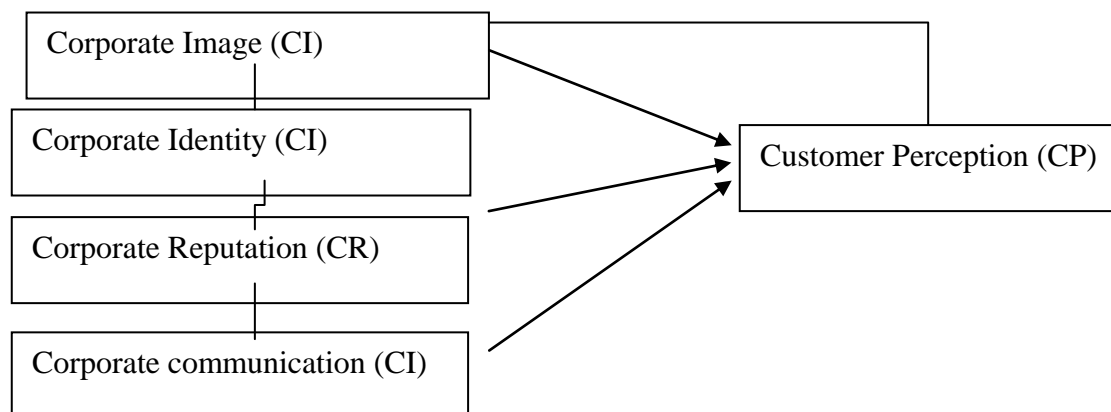 Corporate Image (CI)
Corporate Identity (CI)
Customer Perception (CP)
Corporate Reputation (CR)
Corporate communication (CI)